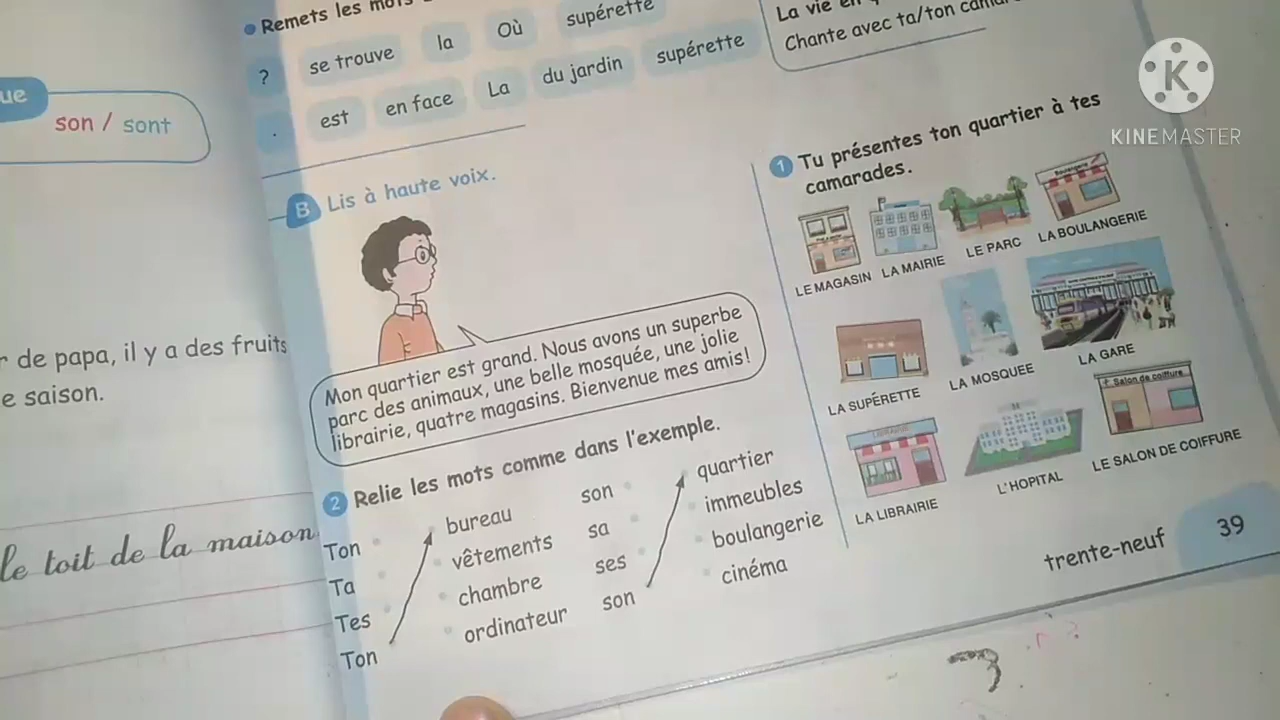 ue
son / sont
de papa, il y a des fruits
e saison.
le toit de la maison
Remets les mots
?
se trouve
la
Où
supérette
.
est
en face
La
du jardin
supérette
B Lis à haute voix.
Mon quartier est grand. Nous avons un superbe
parc des animaux, une belle mosquée, une jolie
librairie, quatre magasins. Bienvenue mes amis!
2 Relie les mots comme dans l'exemple.
Ton
Ta
Tes
Ton
bureau
vêtements
chambre
ordinateur
son
sa
ses
son
quartier
immeubles
boulangerie
cinéma
La vie en
Chante avec ta/ton
1 Tu présentes ton quartier à tes
camarades.
LE MAGASIN
LA MAIRIE
LE PARC
Boulangerie
LA BOULANGERIE
LA SUPÉRETTE
LA MOSQUEE
LA GARE
LA LIBRAIRIE
L'HOPITAL
Salon de coiffure
LE SALON DE COIFFURE
trente-neuf
39
K
KINEMASTER